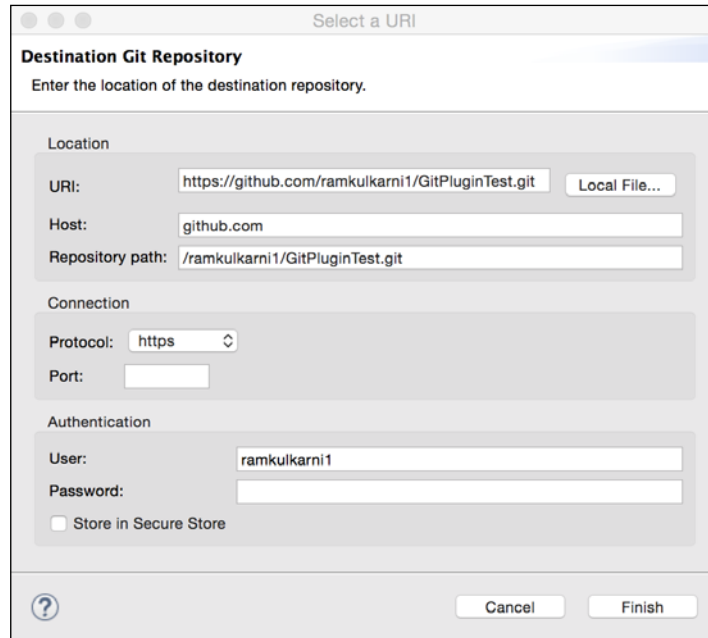 Select a URI
Destination Git Repository
Enter the location of the destination repository.
Location
URI: https://github.com/ramkulkarni1/GitPluginTest.git Local File...
Host: github.com
Repository path: /ramkulkarni1/GitPluginTest.git
Connection
Protocol: https
Port:
Authentication
User: ramkulkarni1
Password:
Store in Secure Store
? Cancel Finish